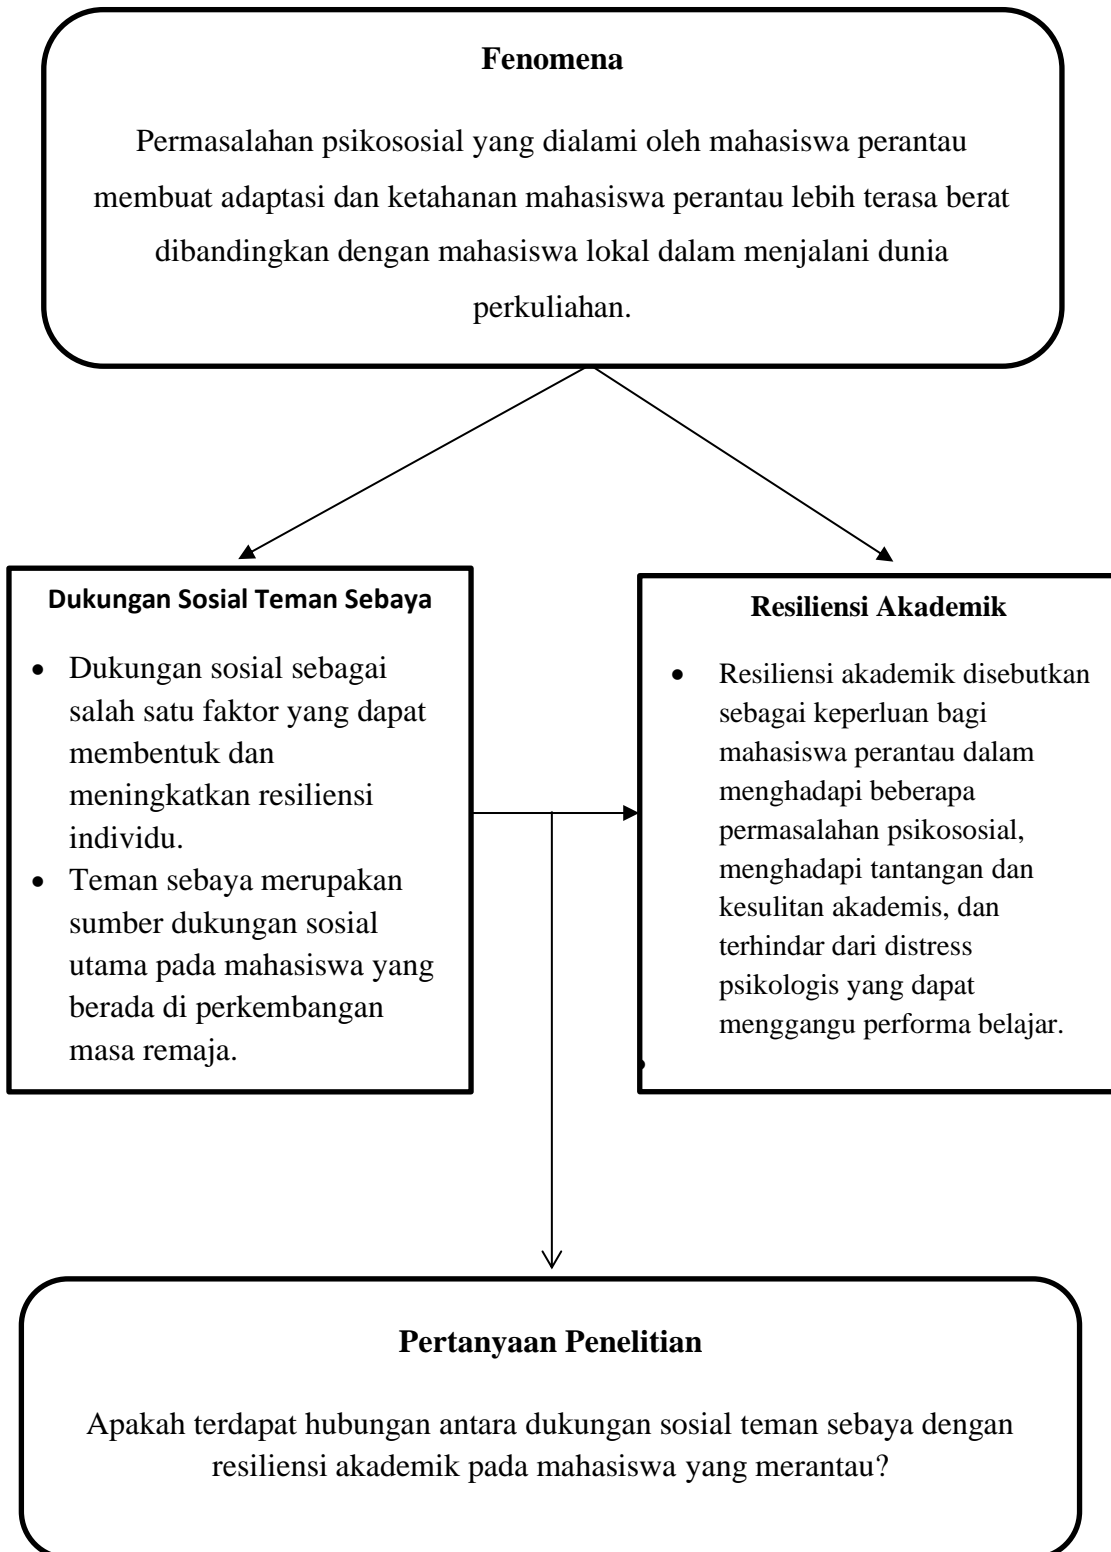 Fenomena
Permasalahan psikososial yang dialami oleh mahasiswa perantau
membuat adaptasi dan ketahanan mahasiswa perantau lebih terasa berat
dibandingkan dengan mahasiswa lokal dalam menjalani dunia
perkuliahan.
Dukungan Sosial Teman Sebaya
• Dukungan sosial sebagai
salah satu faktor yang dapat
membentuk dan
meningkatkan resiliensi
individu.
• Teman sebaya merupakan
sumber dukungan sosial
utama pada mahasiswa yang
berada di perkembangan
masa remaja.
Resiliensi Akademik
• Resiliensi akademik disebutkan
sebagai keperluan bagi
mahasiswa perantau dalam
menghadapi beberapa
permasalahan psikososial,
menghadapi tantangan dan
kesulitan akademis, dan
terhindar dari distress
psikologis yang dapat
menggangu performa belajar.
•
Pertanyaan Penelitian
Apakah terdapat hubungan antara dukungan sosial teman sebaya dengan
resiliensi akademik pada mahasiswa yang merantau?